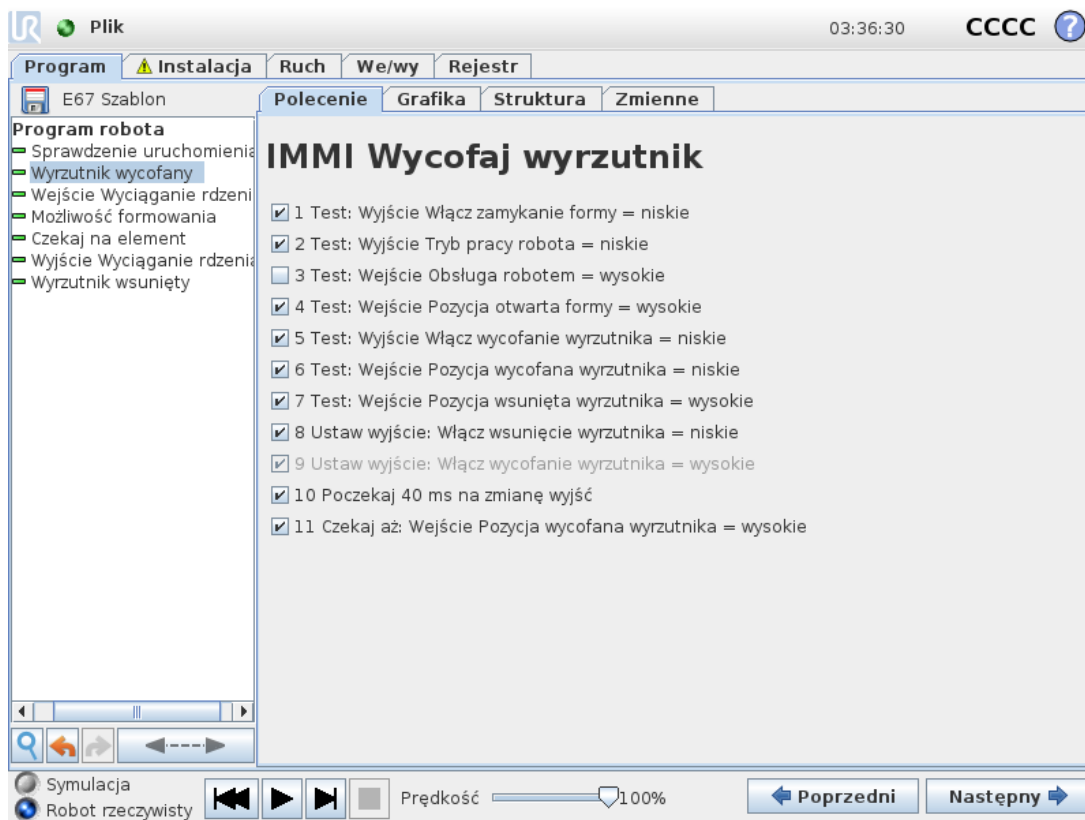 Plik
03:36:30
CCCC
?
Program
Instalacja
Ruch
We/wy
Rejestr
E67 Szablon
Polecenie
Grafika
Struktura
Zmienne
Program robota
Sprawdzenie uruchomienia
Wyrzutnik wycofany
Wejście Wyciąganie rdzeni
Możliwość formowania
Czekaj na element
Wyjście Wyciąganie rdzenia
Wyrzutnik wsunięty
IMMI Wycofaj wyrzutnik
1 Test: Wyjście Włącz zamykanie formy = niskie
2 Test: Wyjście Tryb pracy robota = niskie
3 Test: Wejście Obsługa robotem = wysokie
4 Test: Wejście Pozycja otwarta formy = wysokie
5 Test: Wyjście Włącz wycofanie wyrzutnika = niskie
6 Test: Wejście Pozycja wycofana wyrzutnika = niskie
7 Test: Wejście Pozycja wsunięta wyrzutnika = wysokie
8 Ustaw wyjście: Włącz wsunięcie wyrzutnika = niskie
9 Ustaw wyjście: Włącz wycofanie wyrzutnika = wysokie
10 Poczekaj 40 ms na zmianę wyjść
11 Czekaj aż: Wejście Pozycja wycofana wyrzutnika = wysokie
Symulacja
Robot rzeczywisty
Prędkość
100%
Poprzedni
Następny